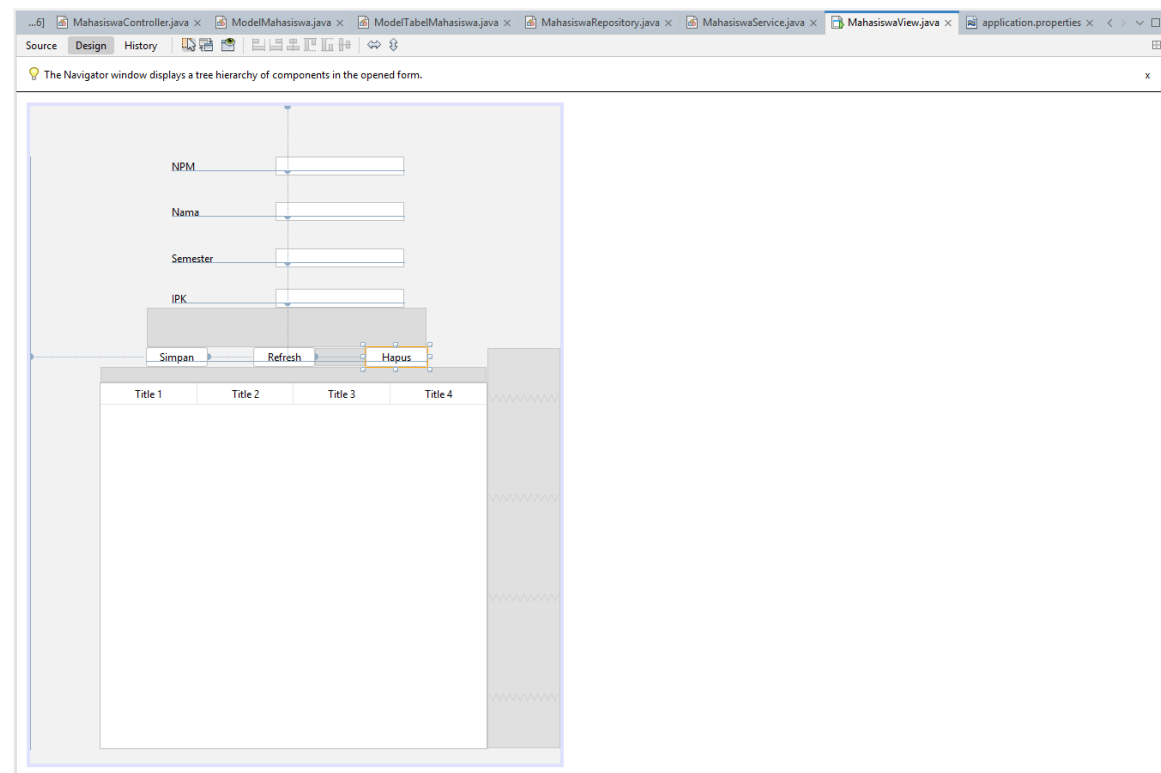 ...6] MahasiswaController.java × ModelMahasiswa.java × ModelTabelMahasiswa.java × MahasiswaRepository.java × MahasiswaService.java × MahasiswaView.java × application.properties ×
Source Design History
The Navigator window displays a tree hierarchy of components in the opened form. x
NPM
Nama
Semester
IPK
Simpan Refresh Hapus
Title 1 Title 2 Title 3 Title 4